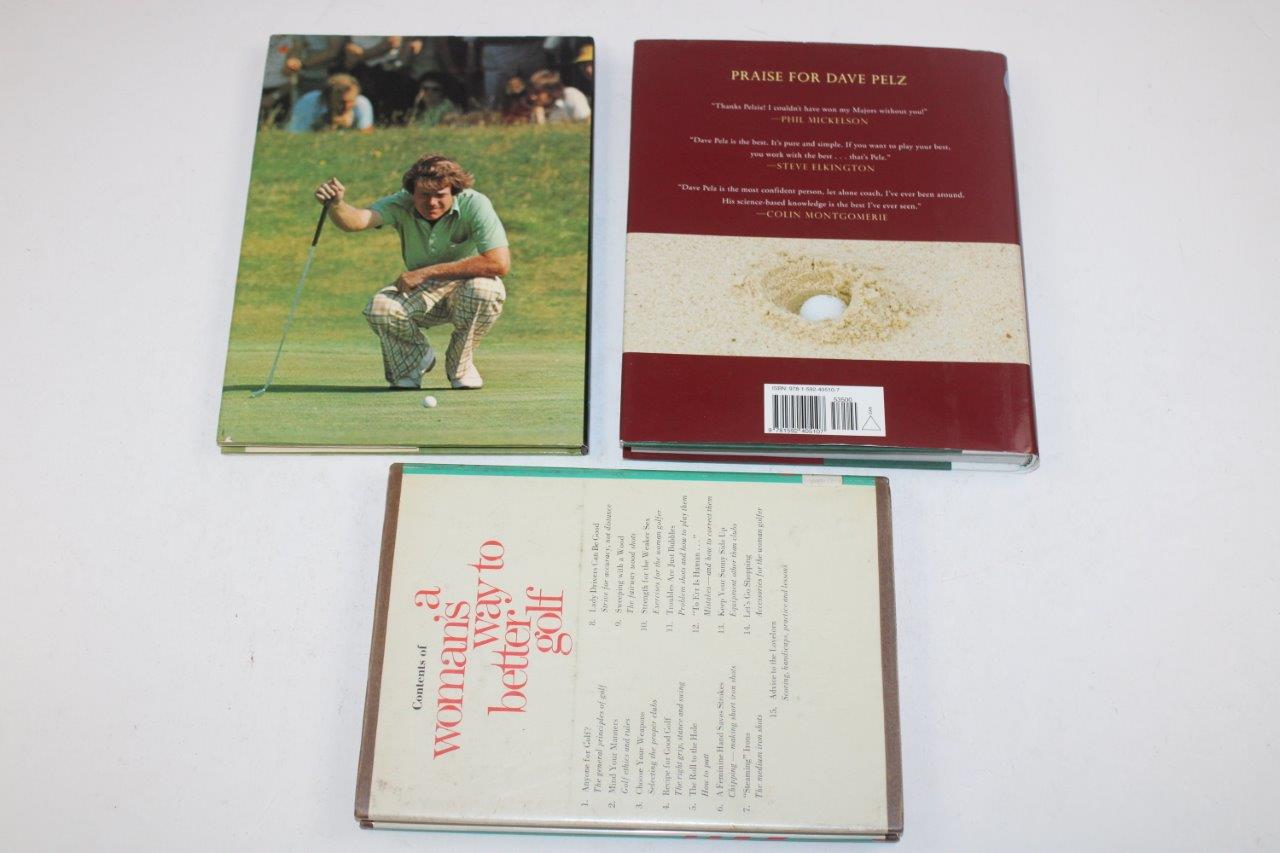 PRAISE FOR DAVE PELZ
"Thanks Pelzie! I couldn't have won my Majors without you!"
—PHIL MICKELSON
"Dave Pelz is the best. It's pure and simple. If you want to play your best,
you work with the best . . . that's Pelz."
—STEVE ELKINGTON
"Dave Pelz is the most confident person, let alone coach, I've ever been around.
His science-based knowledge is the best I've ever seen."
—COLIN MONTGOMERIE
ISBN: 978-1-592-40510-7
53500
9 781592 405107
Contents of
a
woman's
way to
better
golf
1. Anyone for Golf?
The general principles of golf
2. Mind Your Manners
Golf ethics and rules
3. Choose Your Weapons
Selecting the proper clubs
4. Recipe for Good Golf
The right grip, stance and swing
5. The Roll to the Hole
How to putt
6. A Feminine Hand Saves Strokes
Chipping — making short iron shots
7. "Steaming" Irons
The medium iron shots
8. Lady Drivers Can Be Good
Strive for accuracy, not distance
9. Sweeping with a Wood
The fairway wood shots
10. Strength for the Weaker Sex
Exercises for the woman golfer
11. Troubles Are Just Bubbles
Problem shots and how to play them
12. "To Err Is Human . . ."
Mistakes—and how to correct them
13. Keep Your Sunny Side Up
Equipment other than clubs
14. Let's Go Shopping
Accessories for the woman golfer
15. Advice to the Lovelorn
Scoring, handicaps, practice and lessons